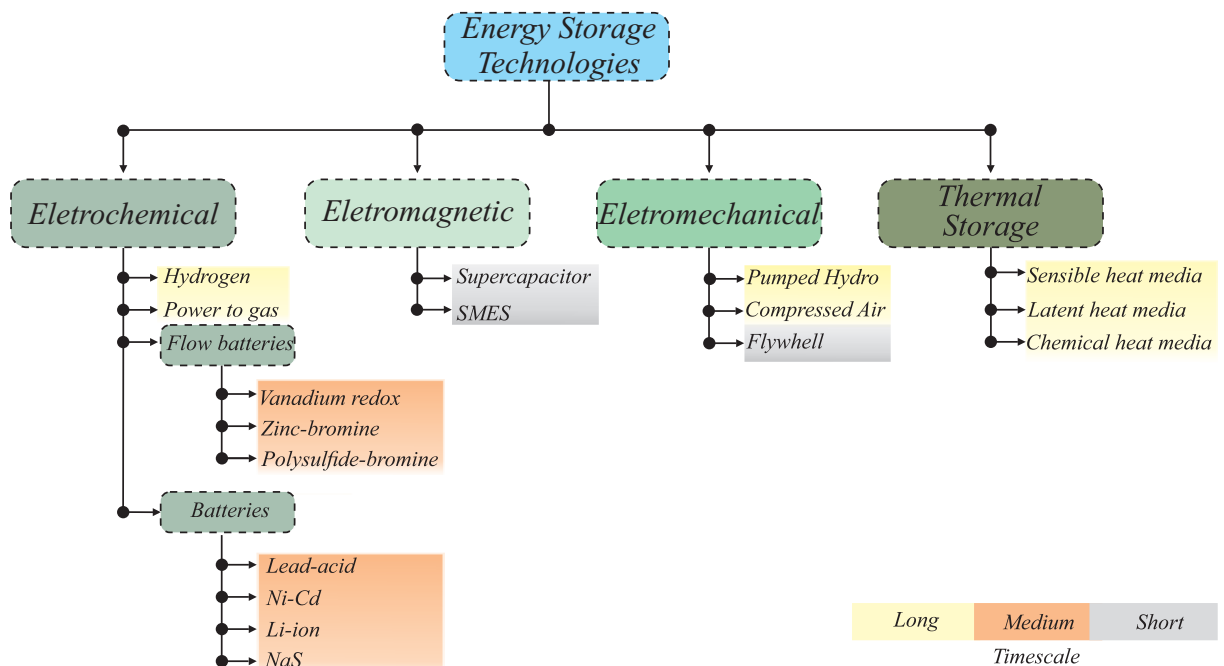 Energy Storage
Technologies
Eletrochemical
Eletromagnetic
Eletromechanical
Thermal
Storage
Hydrogen
Power to gas
Flow batteries
Vanadium redox
Zinc-bromine
Polysulfide-bromine
Batteries
Lead-acid
Ni-Cd
Li-ion
NaS
Supercapacitor
SMES
Pumped Hydro
Compressed Air
Flywhell
Sensible heat media
Latent heat media
Chemical heat media
Long
Medium
Short
Timescale